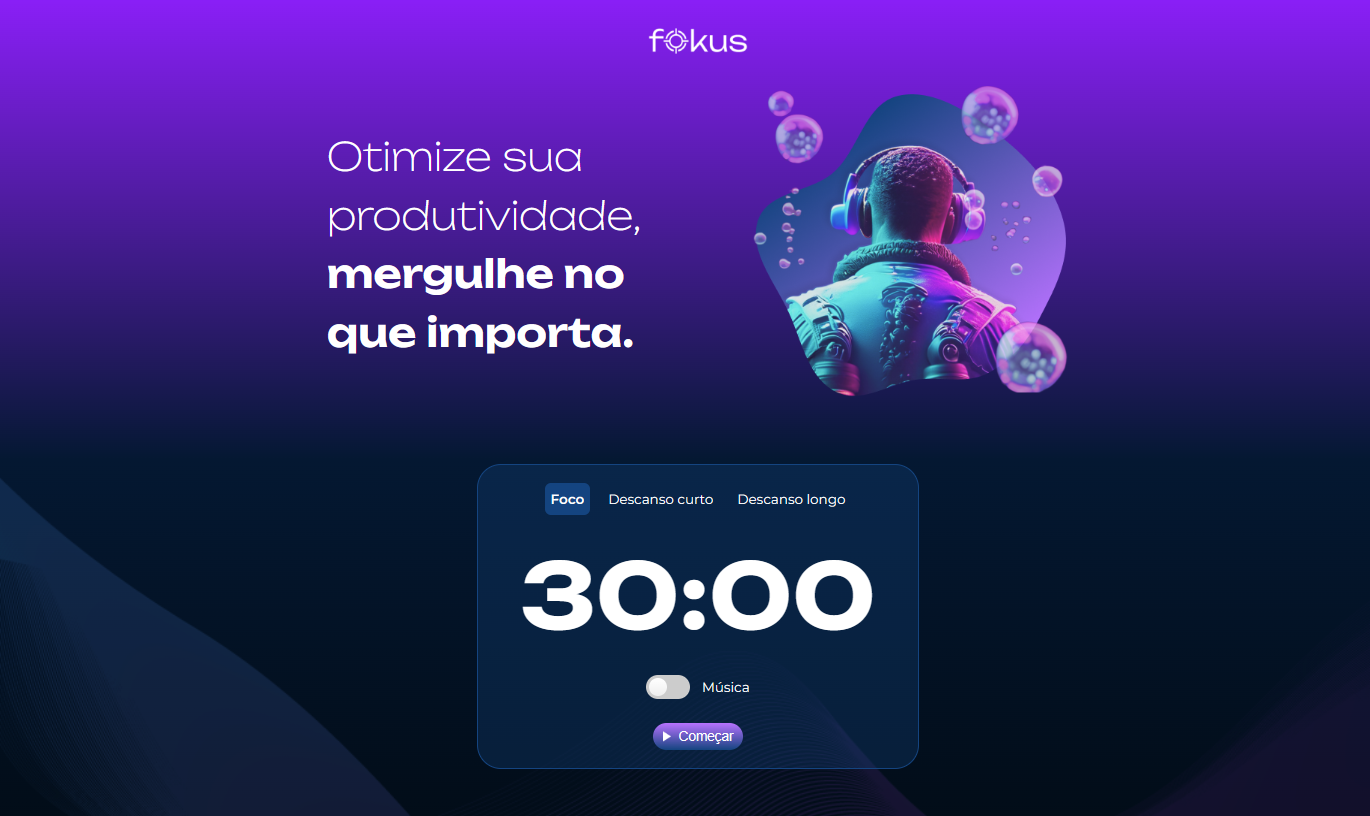 fokus
Otimize sua
produtividade,
mergulhe no
que importa.
Foco Descanso curto Descanso longo
30:00
Música
Começar